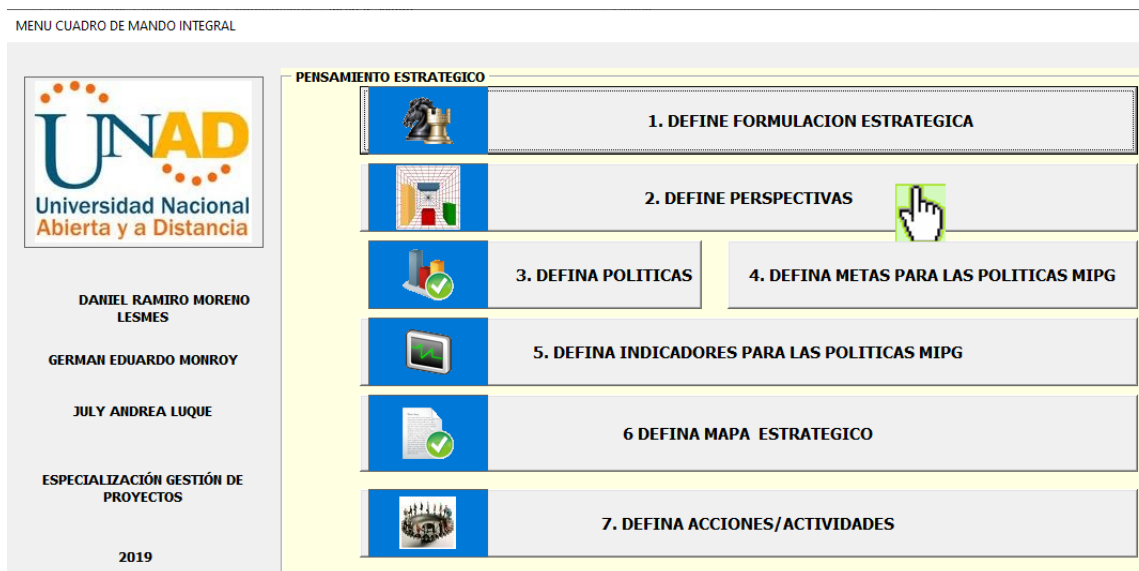 MENU CUADRO DE MANDO INTEGRAL
UNAD
Universidad Nacional
Abierta y a Distancia
DANIEL RAMIRO MORENO
LESMES
GERMAN EDUARDO MONROY
JULY ANDREA LUQUE
ESPECIALIZACIÓN GESTIÓN DE
PROYECTOS
2019
PENSAMIENTO ESTRATEGICO
1. DEFINE FORMULACION ESTRATEGICA
2. DEFINE PERSPECTIVAS
3. DEFINA POLITICAS
4. DEFINA METAS PARA LAS POLITICAS MIPG
5. DEFINA INDICADORES PARA LAS POLITICAS MIPG
6 DEFINA MAPA ESTRATEGICO
7. DEFINA ACCIONES/ACTIVIDADES